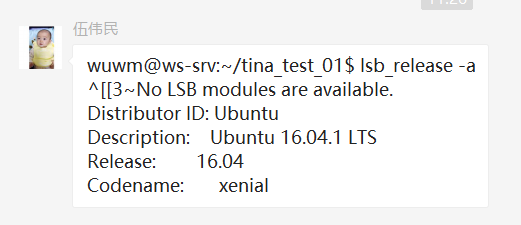 伍伟民
wuwm@ws-srv:~/tina_test_01$ lsb_release -a
^[[3~No LSB modules are available.
Distributor ID: Ubuntu
Description:    Ubuntu 16.04.1 LTS
Release:        16.04
Codename:       xenial